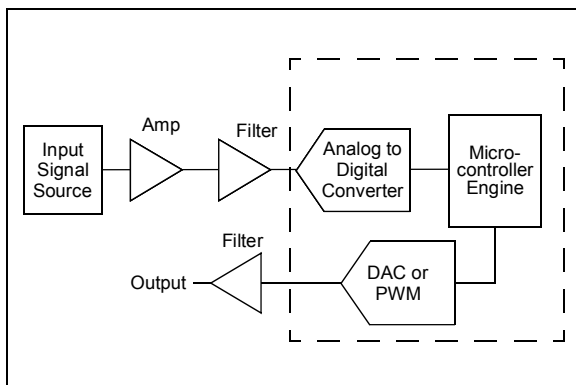 Amp
Filter
Input
Signal
Source
Analog to
Digital
Converter
Micro-
controller
Engine
Filter
Output
DAC or
PWM